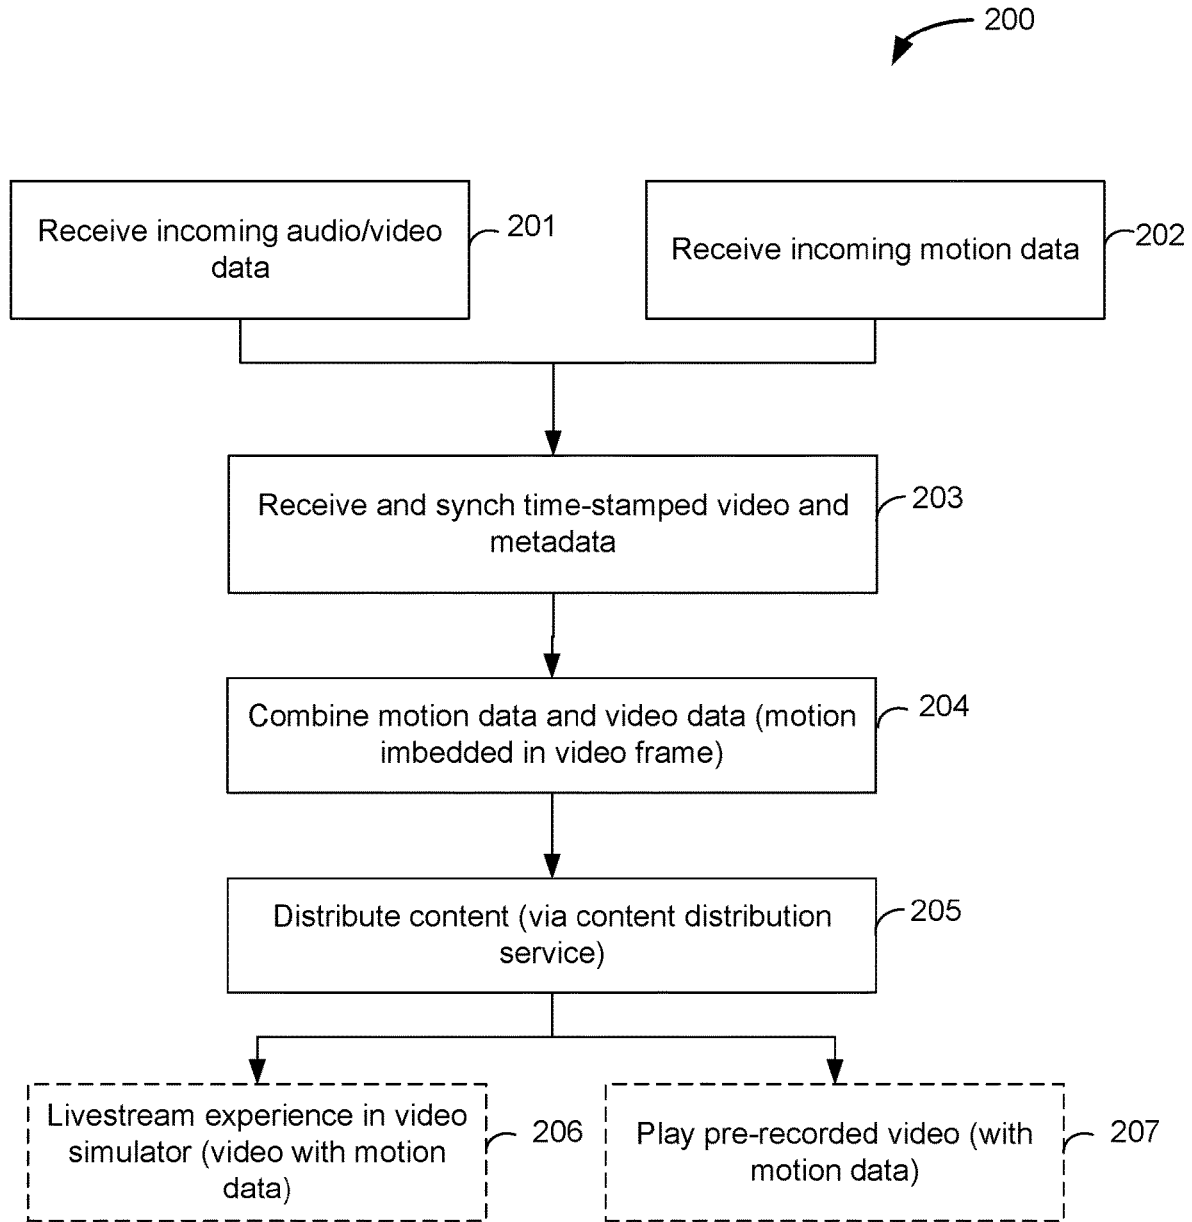 200
Receive incoming audio/video
data
201
Receive incoming motion data
202
Receive and synch time-stamped video and
metadata
203
Combine motion data and video data (motion
imbedded in video frame)
204
Distribute content (via content distribution
service)
205
Livestream experience in video
simulator (video with motion
data)
206
Play pre-recorded video (with
motion data)
207